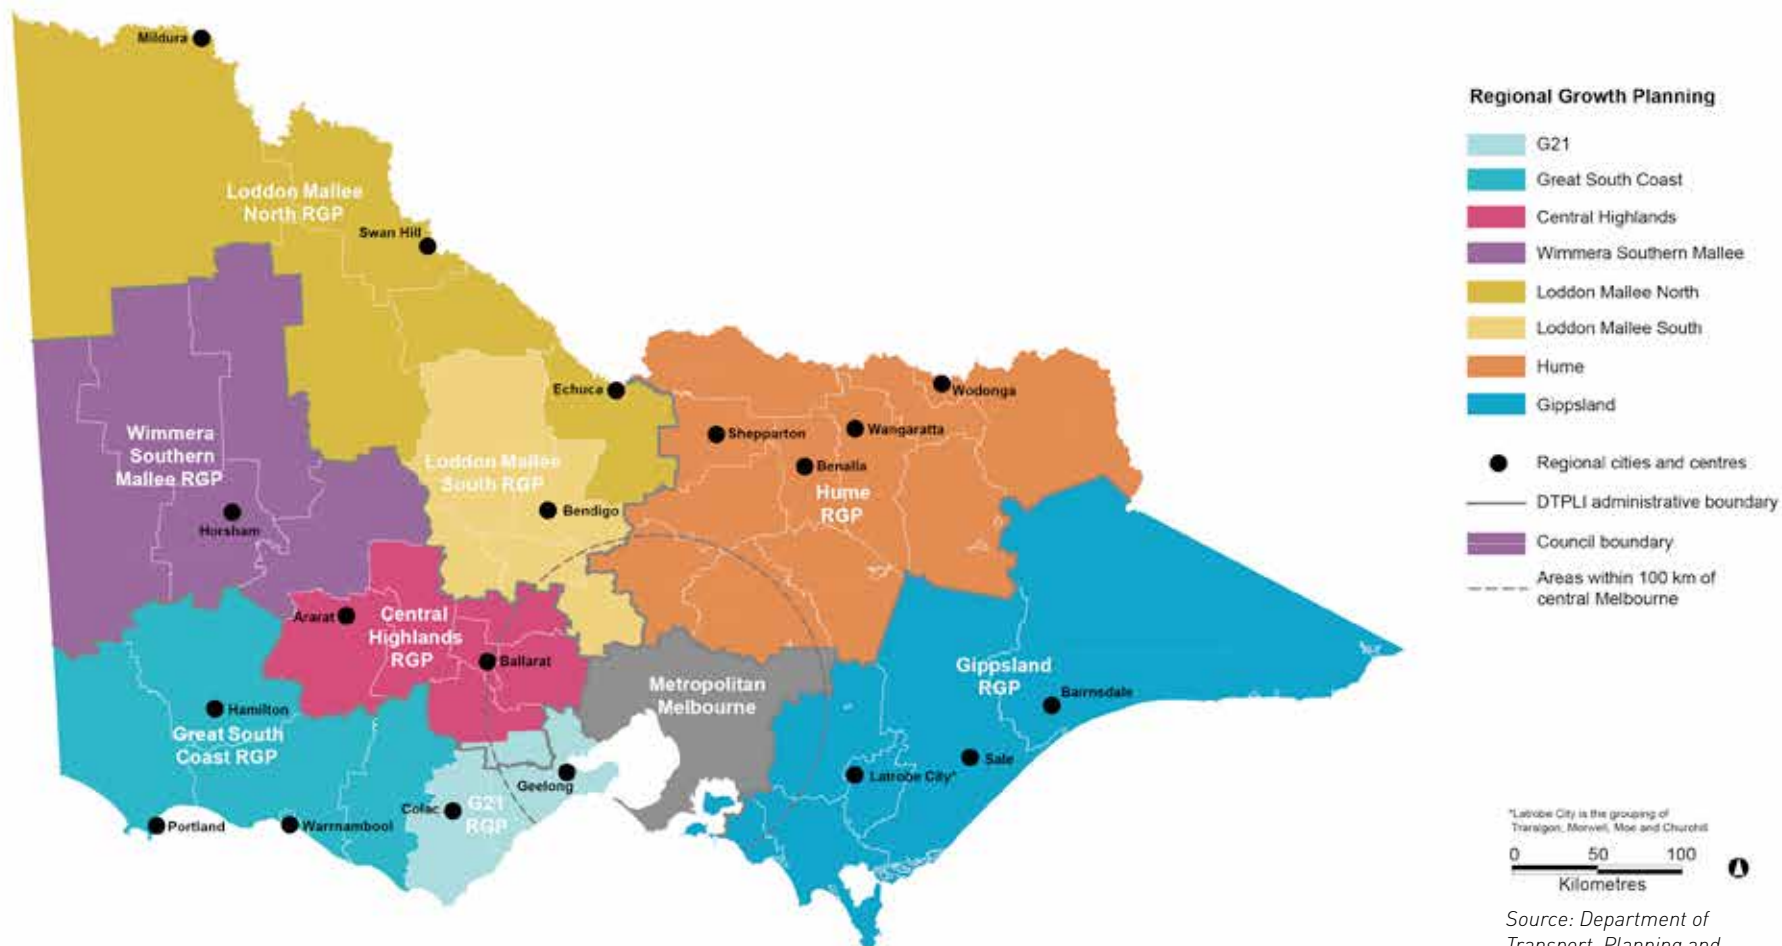 Mildura
Loddon Mallee
North RGP
Swan Hill
Echuca
Wodonga
Wimmera
Southern
Mallee RGP
Shepparton
Wangaratta
Benalla
Loddon Mallee
South RGP
Hume
RGP
Bendigo
Horsham
Ararat
Central
Highlands
RGP
Ballarat
Metropolitan
Melbourne
Gippsland
RGP
Bairnsdale
Hamilton
Great South
Coast RGP
Geelong
Latrobe City*
Sale
Colac
G21
RGP
Portland
Warrnambool
Regional Growth Planning
G21
Great South Coast
Central Highlands
Wimmera Southern Mallee
Loddon Mallee North
Loddon Mallee South
Hume
Gippsland
Regional cities and centres
DTPLI administrative boundary
Council boundary
Areas within 100 km of
central Melbourne
*Latrobe City is the grouping of
Traralgon, Morwell, Moe and Churchill
0 50 100
Kilometres
Source: Department of
Transport, Planning and